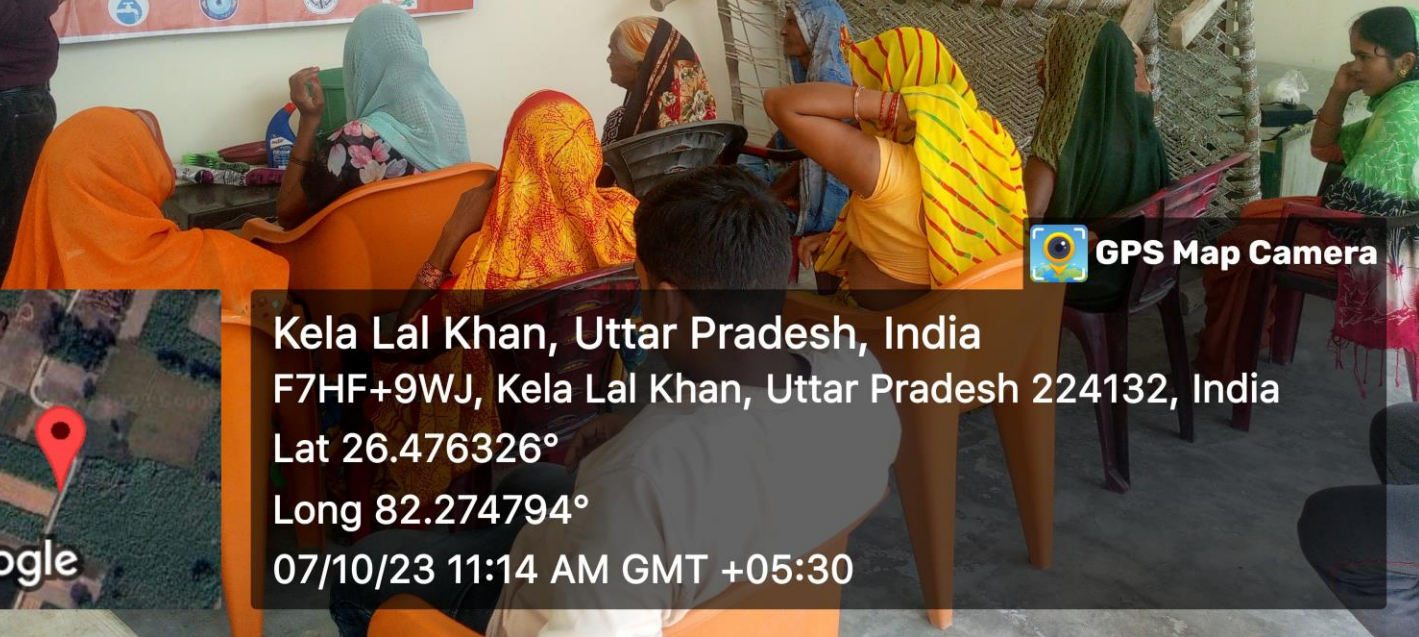 GPS Map Camera
Kela Lal Khan, Uttar Pradesh, India
F7HF+9WJ, Kela Lal Khan, Uttar Pradesh 224132, India
Lat 26.476326°
Long 82.274794°
07/10/23 11:14 AM GMT +05:30